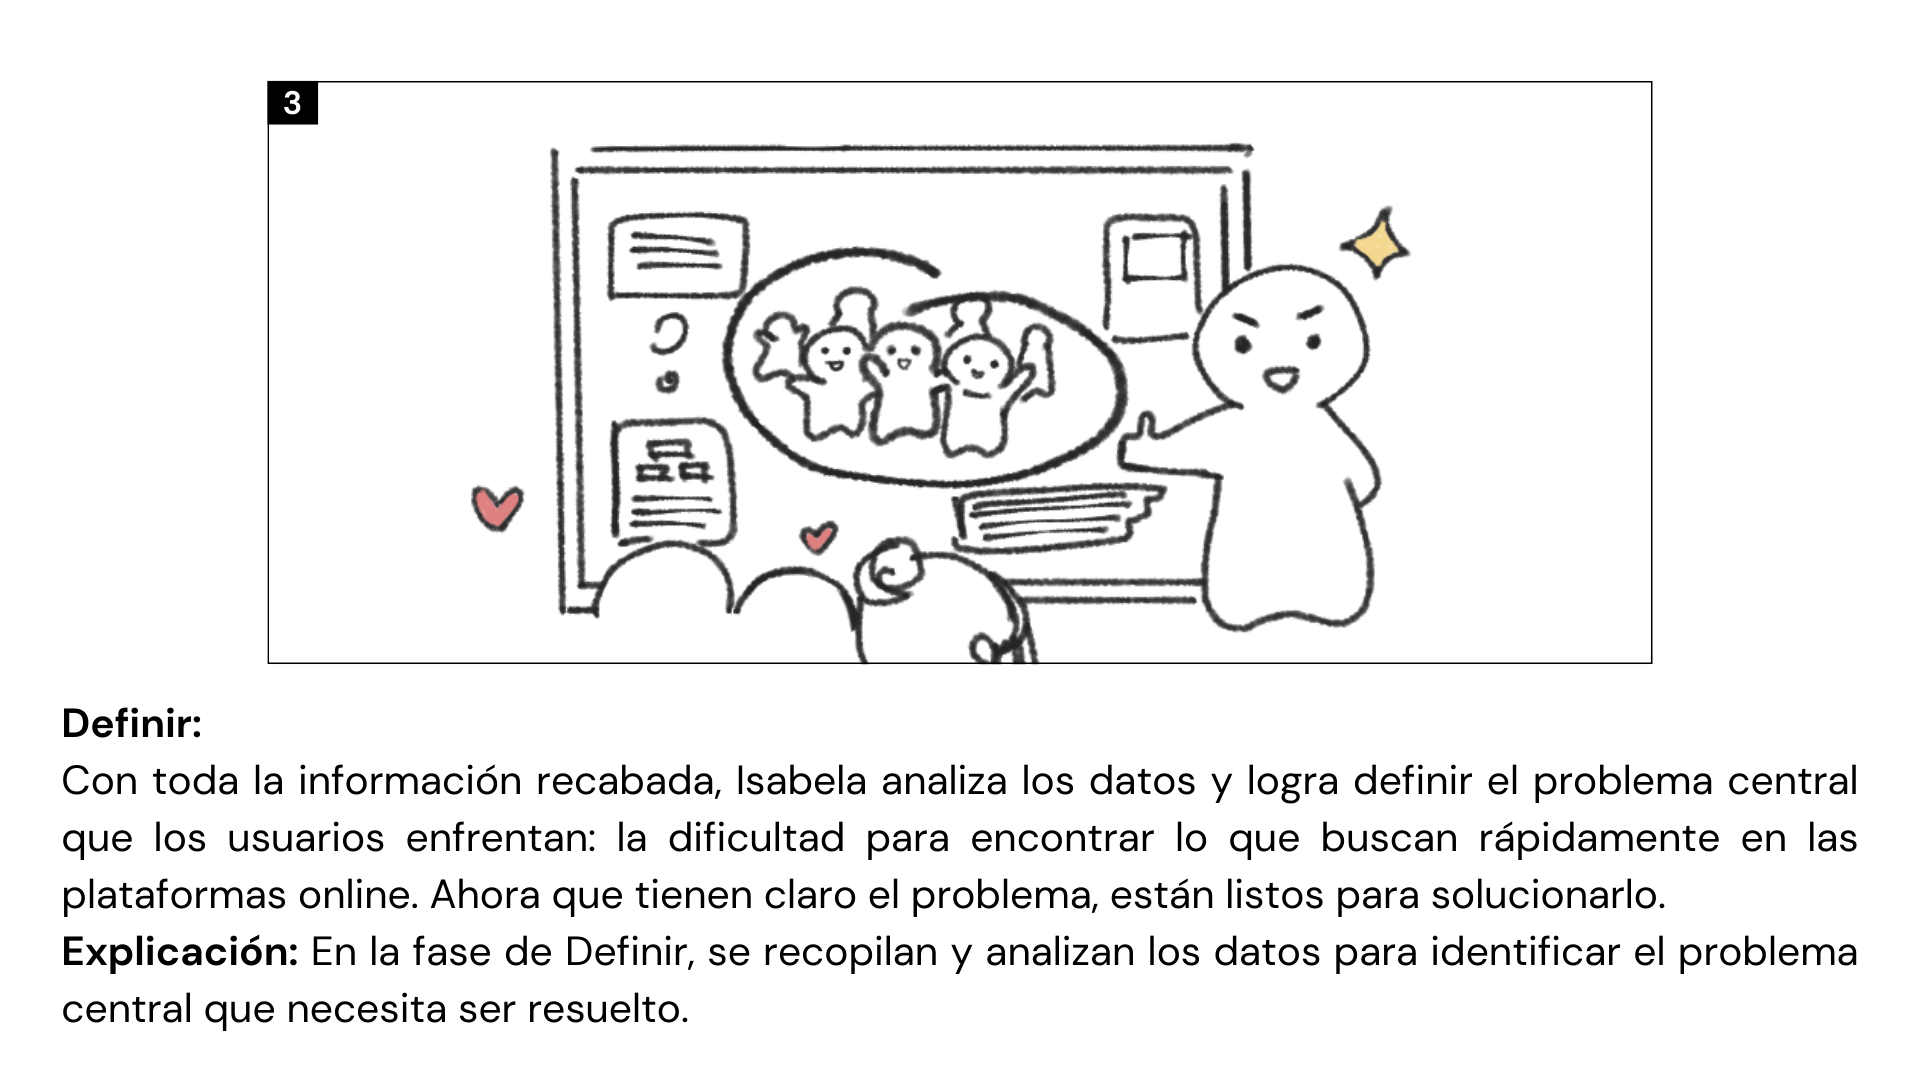 3
Definir:
Con toda la información recabada, Isabela analiza los datos y logra definir el problema central
que los usuarios enfrentan: la dificultad para encontrar lo que buscan rápidamente en las
plataformas online. Ahora que tienen claro el problema, están listos para solucionarlo.
Explicación: En la fase de Definir, se recopilan y analizan los datos para identificar el problema
central que necesita ser resuelto.